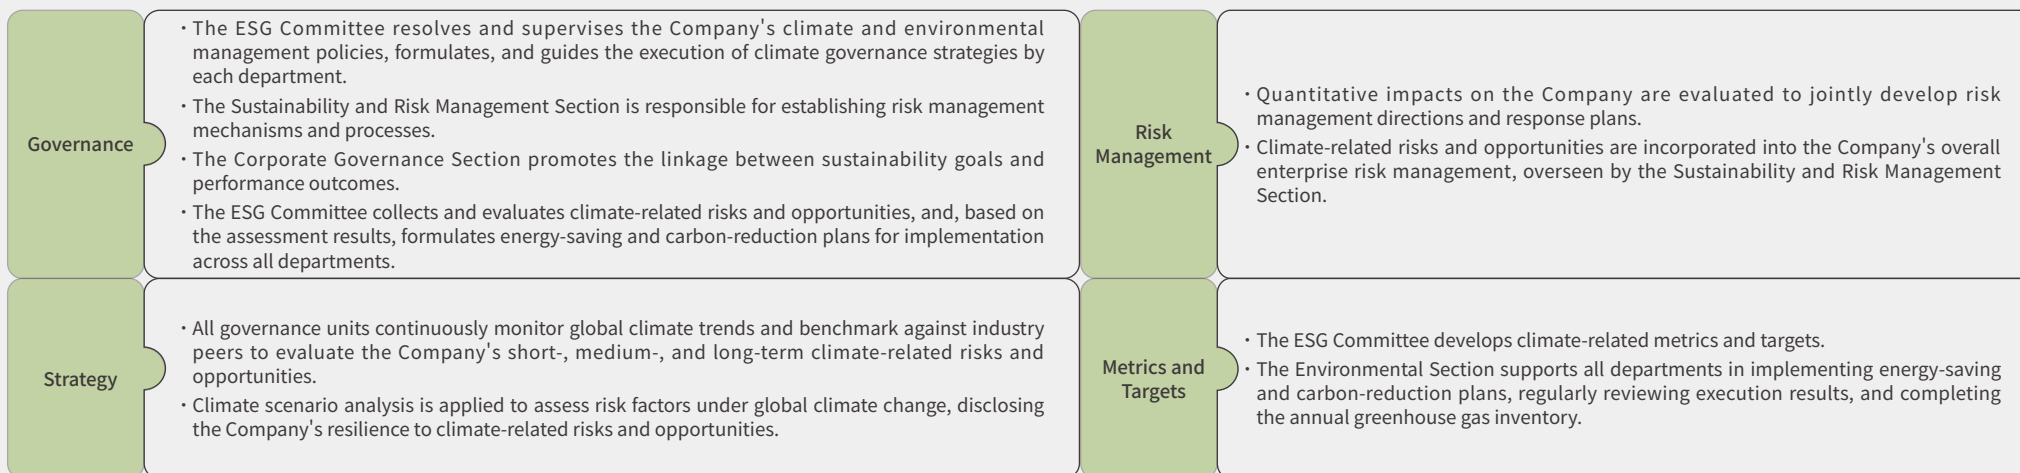 Governance
· The ESG Committee resolves and supervises the Company's climate and environmental
management policies, formulates, and guides the execution of climate governance strategies by
each department.
· The Sustainability and Risk Management Section is responsible for establishing risk management
mechanisms and processes.
· The Corporate Governance Section promotes the linkage between sustainability goals and
performance outcomes.
· The ESG Committee collects and evaluates climate-related risks and opportunities, and, based on
the assessment results, formulates energy-saving and carbon-reduction plans for implementation
across all departments.
Risk
Management
· Quantitative impacts on the Company are evaluated to jointly develop risk
management directions and response plans.
· Climate-related risks and opportunities are incorporated into the Company's overall
enterprise risk management, overseen by the Sustainability and Risk Management
Section.
Strategy
· All governance units continuously monitor global climate trends and benchmark against industry
peers to evaluate the Company's short-, medium-, and long-term climate-related risks and
opportunities.
· Climate scenario analysis is applied to assess risk factors under global climate change, disclosing
the Company's resilience to climate-related risks and opportunities.
Metrics and
Targets
· The ESG Committee develops climate-related metrics and targets.
· The Environmental Section supports all departments in implementing energy-saving
and carbon-reduction plans, regularly reviewing execution results, and completing
the annual greenhouse gas inventory.